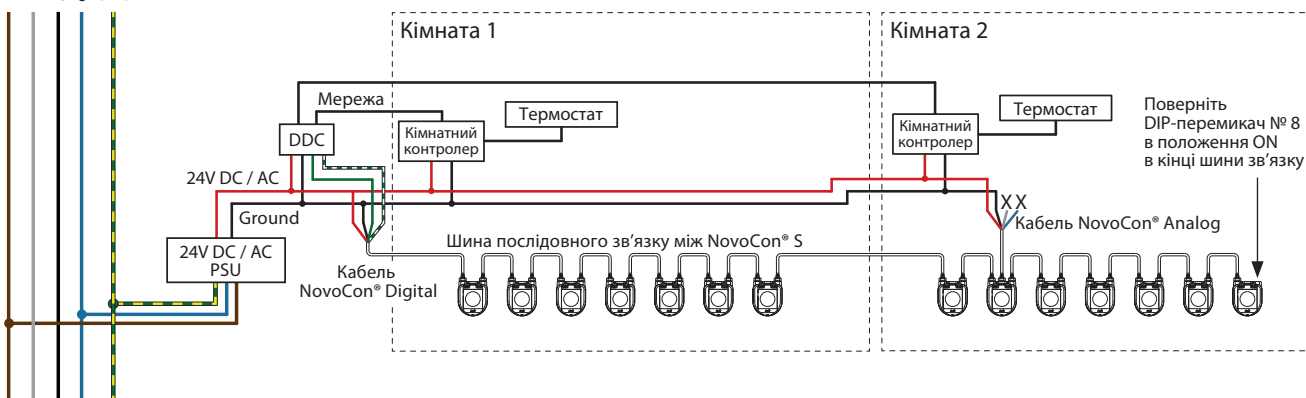 Кімната 1
Кімната 2
Мережа
Термостат
Термостат
DDC
Кімнатний
контролер
Кімнатний
контролер
Поверніть
DIP-перемикач № 8
в положення ON
в кінці шини зв'язку
24V DC / AC
Ground
X X
Кабель NovoCon® Analog
Шина послідовного зв'язку між NovoCon® S
24V DC / AC
PSU
Кабель
NovoCon® Digital